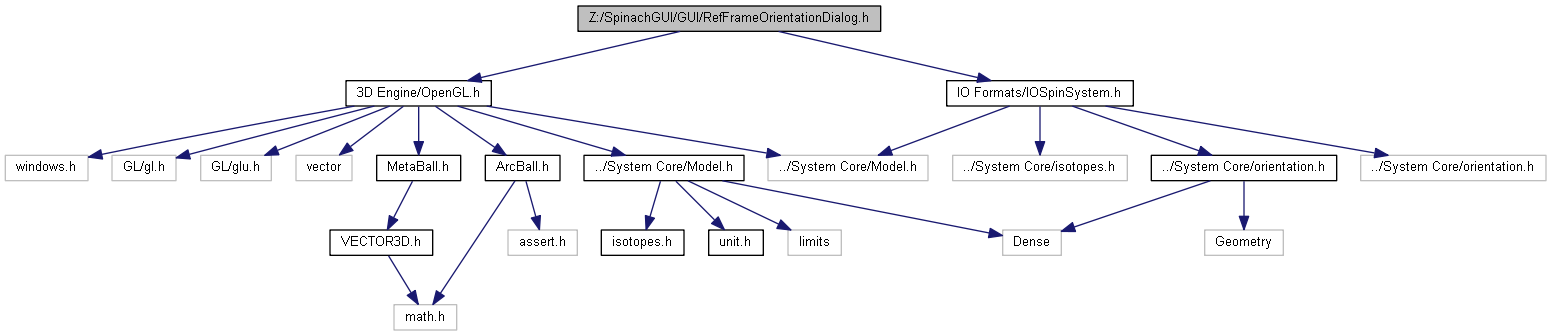 Z:/SpinachGUI/GUI/RefFrameOrientationDialog.h
3D Engine/OpenGL.h
IO Formats/IOSpinSystem.h
windows.h
GL/gl.h
GL/glu.h
vector
MetaBall.h
ArcBall.h
../System Core/Model.h
../System Core/Model.h
../System Core/isotopes.h
../System Core/orientation.h
../System Core/orientation.h
VECTOR3D.h
assert.h
isotopes.h
unit.h
limits
Dense
Geometry
math.h